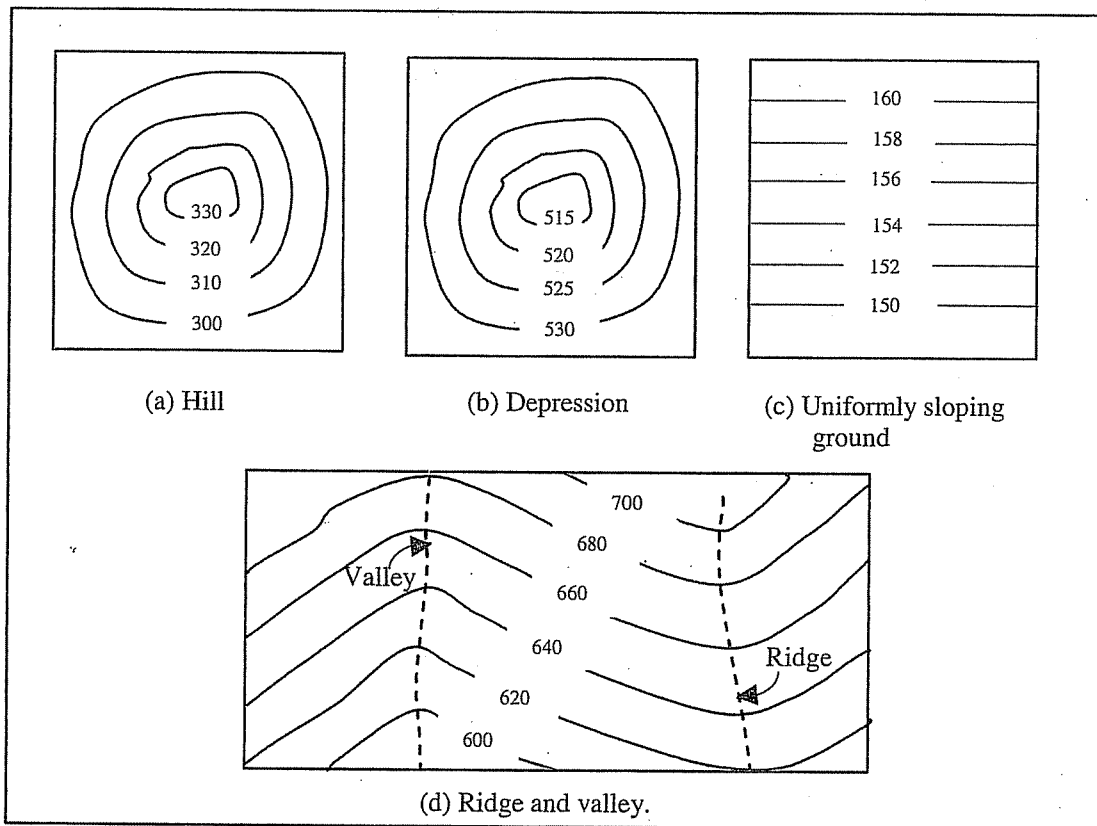 330
320
310
300
(a) Hill
515
520
525
530
(b) Depression
160
158
156
154
152
150
(c) Uniformly sloping
ground
700
680
660
640
620
600
Valley
Ridge
(d) Ridge and valley.